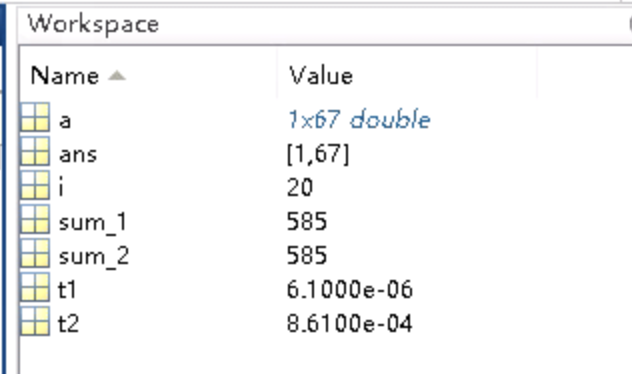 Workspace
Name Value
a 1x67 double
ans [1,67]
i 20
sum_1 585
sum_2 585
t1 6.1000e-06
t2 8.6100e-04